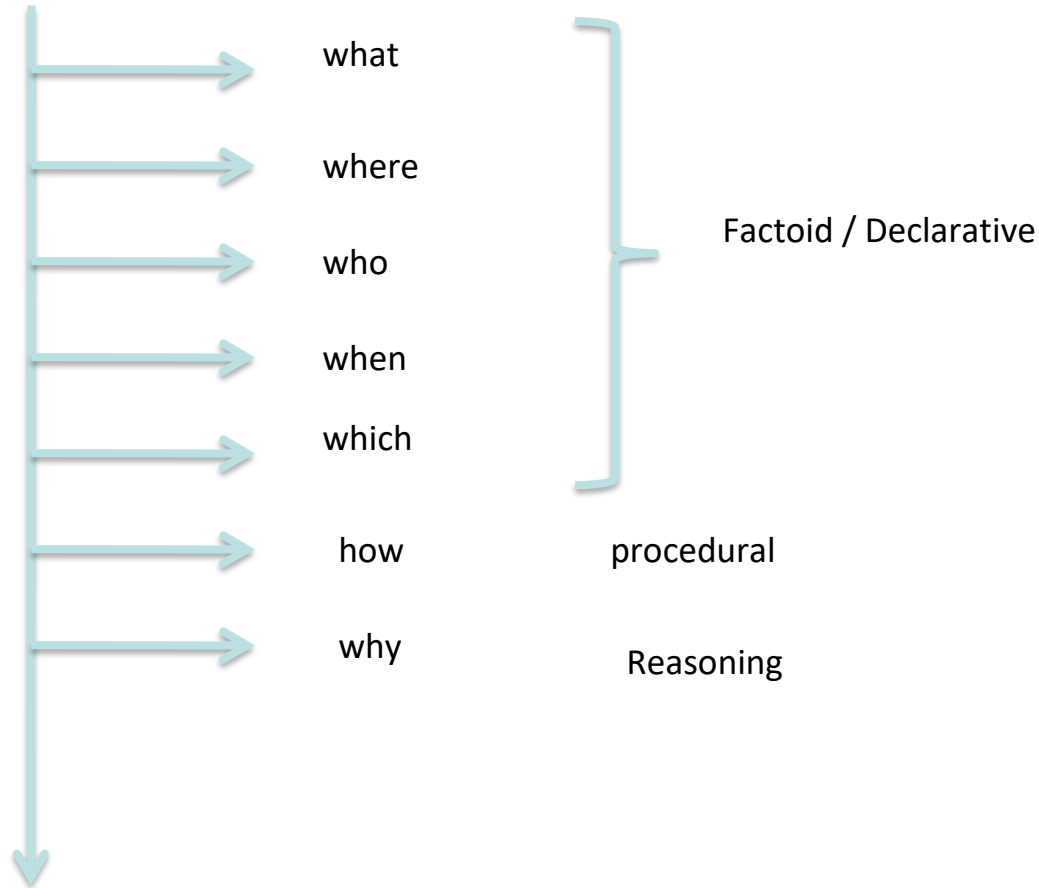 what
where
Factoid / Declarative
who
when
which
how procedural
why
Reasoning